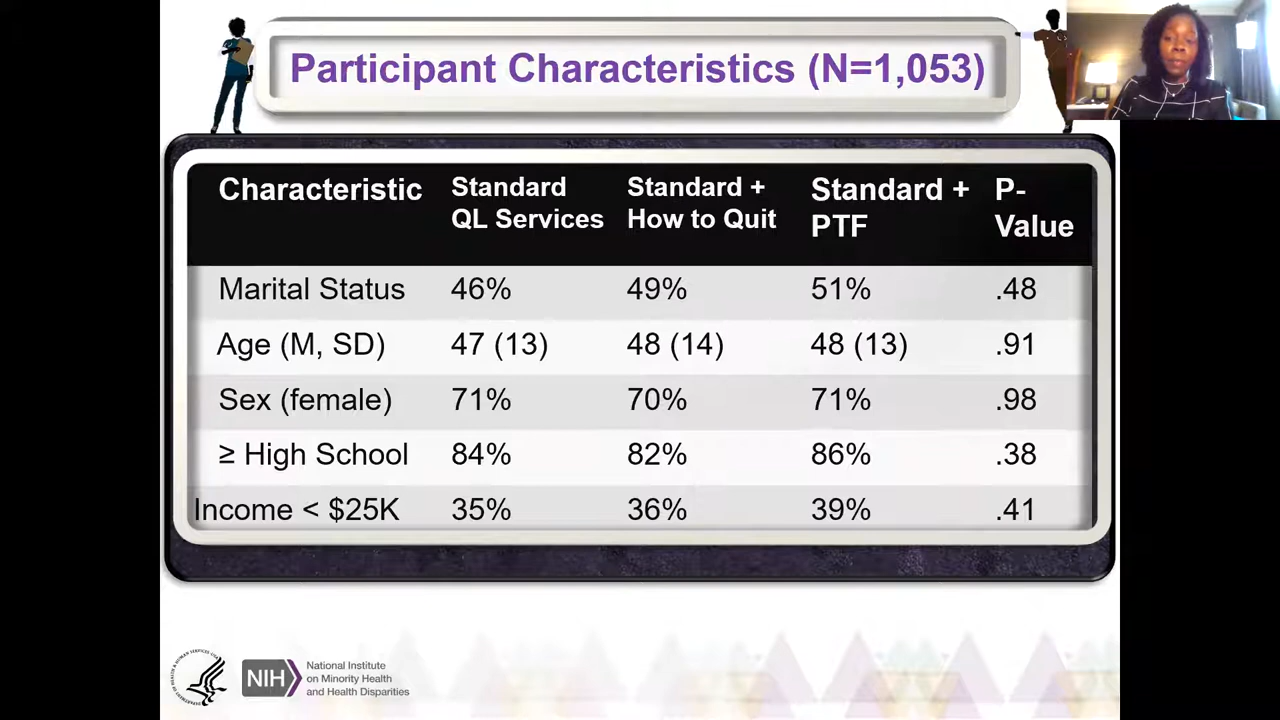 Participant Characteristics (N=1,053)
Characteristic Standard QL Services Standard + How to Quit Standard + PTF P-Value
Marital Status 46% 49% 51% .48
Age (M, SD) 47 (13) 48 (14) 48 (13) .91
Sex (female) 71% 70% 71% .98
≥ High School 84% 82% 86% .38
Income < $25K 35% 36% 39% .41
NIH
National Institute
on Minority Health
and Health Disparities